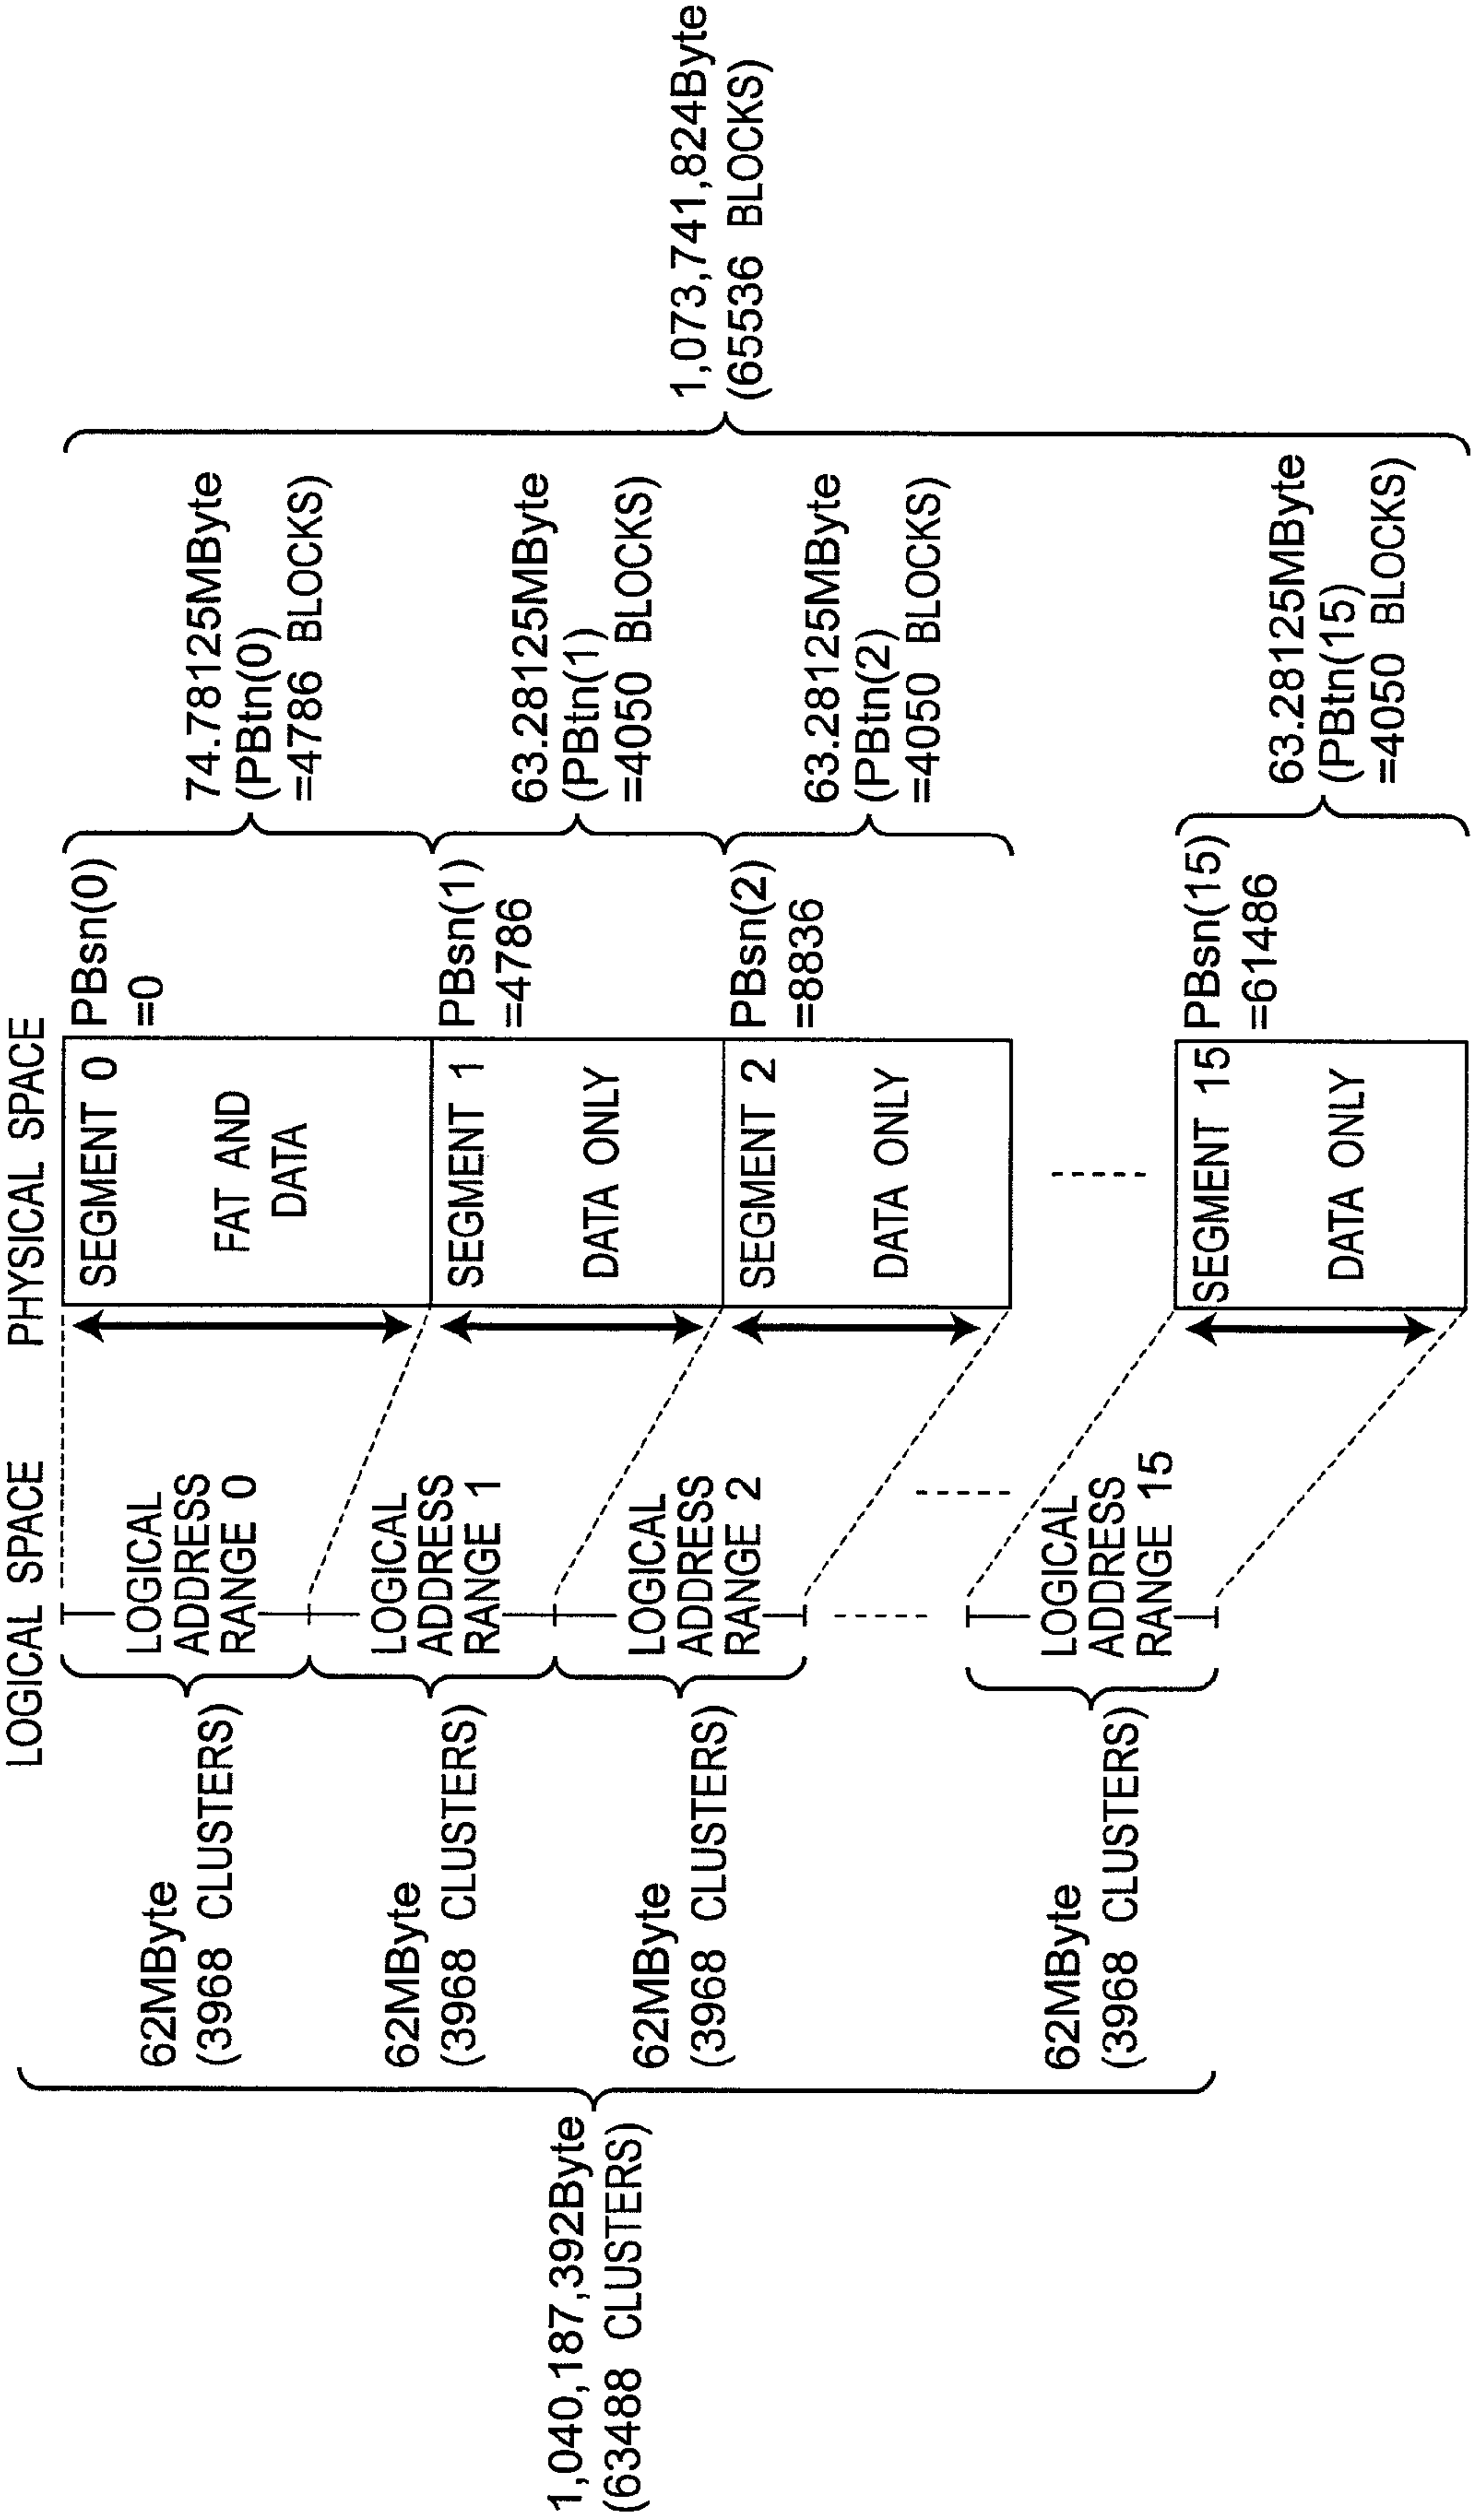 LOGICAL SPACE
PHYSICAL SPACE
1,040,187,392Byte
(63488 CLUSTERS)
62MByte
(3968 CLUSTERS)
62MByte
(3968 CLUSTERS)
62MByte
(3968 CLUSTERS)
62MByte
(3968 CLUSTERS)
LOGICAL
ADDRESS
RANGE 0
LOGICAL
ADDRESS
RANGE 1
LOGICAL
ADDRESS
RANGE 2
LOGICAL
ADDRESS
RANGE 15
SEGMENT 0
FAT AND
DATA
SEGMENT 1
DATA ONLY
SEGMENT 2
DATA ONLY
SEGMENT 15
DATA ONLY
PBsn(0)
=0
PBsn(1)
=4786
PBsn(2)
=8836
PBsn(15)
=61486
74.78125MByte
(PBtn(0)
=4786 BLOCKS)
63.28125MByte
(PBtn(1)
=4050 BLOCKS)
63.28125MByte
(PBtn(2)
=4050 BLOCKS)
63.28125MByte
(PBtn(15)
=4050 BLOCKS)
1,073,741,824Byte
(65536 BLOCKS)